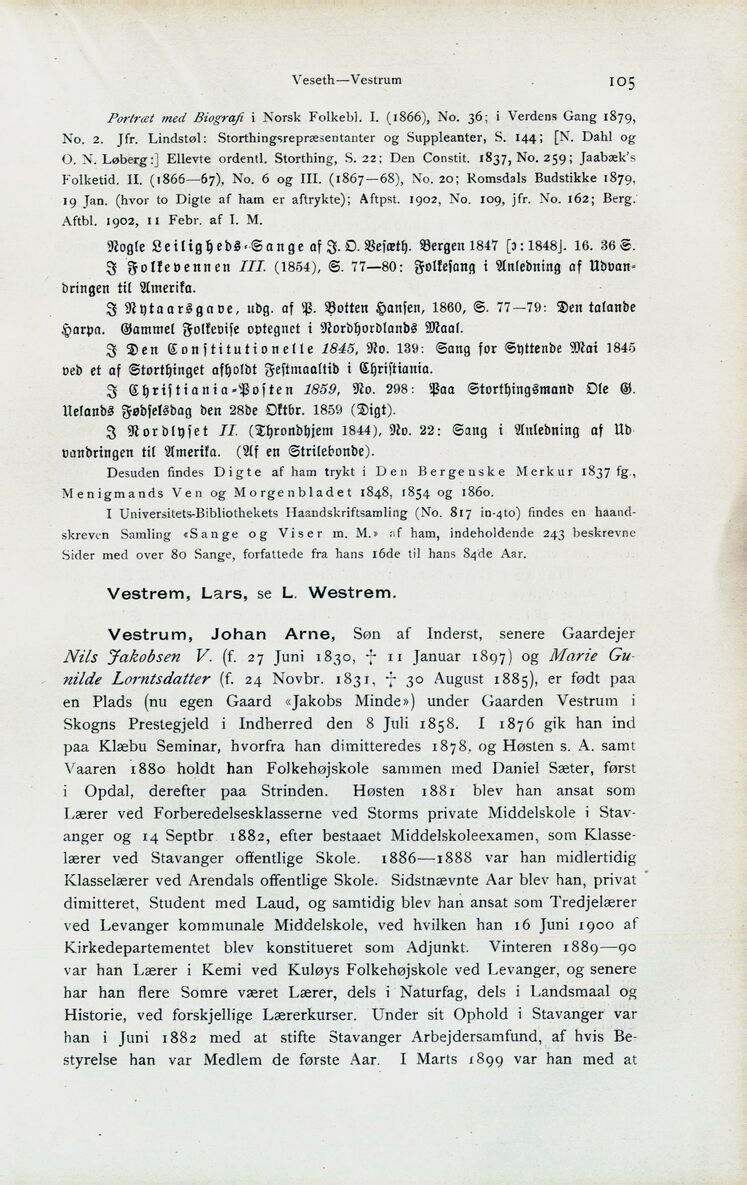 Veseth—Vestrum 105
Portræt med Biografi i Norsk Folkebl. I. (1866), No. 36; i Verdens Gang 1879,
No. 2. Jfr. Lindstøl: Storthingsrepræsentanter og Suppleanter, S. 144; [N. Dahl og
O. N. Løberg:] Ellevte ordentl. Storthing, S. 22; Den Constit. 1837, No. 259; Jaabæk's
Folketid. II. (1866—67), No. 6 og III. (1867—68), No. 20; Romsdals Budstikke 1879,
19 Jan. (hvor to Digte af ham er aftrykte); Aftpst. 1902, No. 109, jfr. No. 162; Berg.
Aftbl. 1902, 11 Febr. af I. M.
Nogle Leiligheds-Sange af J. O. Vesæth. Bergen 1847 [ɔ: 1848]. 16. 36 S.
J Folkevennen III. (1854), S. 77—80: Folkesang i Anledning af Udvan-
dringen til Amerika.
J Nytaarsgave, udg. af P. Botten Hansen, 1860, S. 77—79: Den talande
Harpa. Gammel Folkevise optegnet i Nordhordlands Maal.
J Den Constitutionelle 1845, No. 139: Sang for Syttende Mai 1845
ved et af Storthinget afholdt Festmaaltid i Christiania.
J Christiania-Posten 1859, No. 298: Paa Storthingsmand Ole G.
Uelands Fødselsdag den 28de Oktbr. 1859 (Digt).
J Nordlyset II. (Throndhjem 1844), No. 22: Sang i Anledning af Ud
vandringen til Amerika. (Af en Strilebonde).
Desuden findes Digte af ham trykt i Den Bergenske Merkur 1837 fg.,
Menigmands Ven og Morgenbladet 1848, 1854 og 1860.
I Universitets-Bibliothekets Haandskriftsamling (No. 817 in-4to) findes en haand-
skreven Samling «Sange og Viser m. M.» af ham, indeholdende 243 beskrevne
Sider med over 80 Sange, forfattede fra hans 16de til hans 84de Aar.
Vestrem, Lars, se L. Westrem.
Vestrum, Johan Arne, Søn af Inderst, senere Gaardejer
Nils Jakobsen V. (f. 27 Juni 1830, † 11 Januar 1897) og Marie Gu-
nilde Lorntsdatter (f. 24 Novbr. 1831, † 30 August 1885), er født paa
en Plads (nu egen Gaard «Jakobs Minde») under Gaarden Vestrum i
Skogns Prestegjeld i Indherred den 8 Juli 1858. I 1876 gik han ind
paa Klæbu Seminar, hvorfra han dimitteredes 1878, og Høsten s. A. samt
Vaaren 1880 holdt han Folkehøjskole sammen med Daniel Sæter, først
i Opdal, derefter paa Strinden. Høsten 1881 blev han ansat som
Lærer ved Forberedelsesklasserne ved Storms private Middelskole i Stav-
anger og 14 Septbr 1882, efter bestaaet Middelskoleexamen, som Klasse-
lærer ved Stavanger offentlige Skole. 1886—1888 var han midlertidig
Klasselærer ved Arendals offentlige Skole. Sidstnævnte Aar blev han, privat
dimitteret, Student med Laud, og samtidig blev han ansat som Tredjelærer
ved Levanger kommunale Middelskole, ved hvilken han 16 Juni 1900 af
Kirkedepartementet blev konstitueret som Adjunkt. Vinteren 1889—90
var han Lærer i Kemi ved Kuløys Folkehøjskole ved Levanger, og senere
har han flere Somre været Lærer, dels i Naturfag, dels i Landsmaal og
Historie, ved forskjellige Lærerkurser. Under sit Ophold i Stavanger var
han i Juni 1882 med at stifte Stavanger Arbejdersamfund, af hvis Be-
styrelse han var Medlem de første Aar. I Marts 1899 var han med at